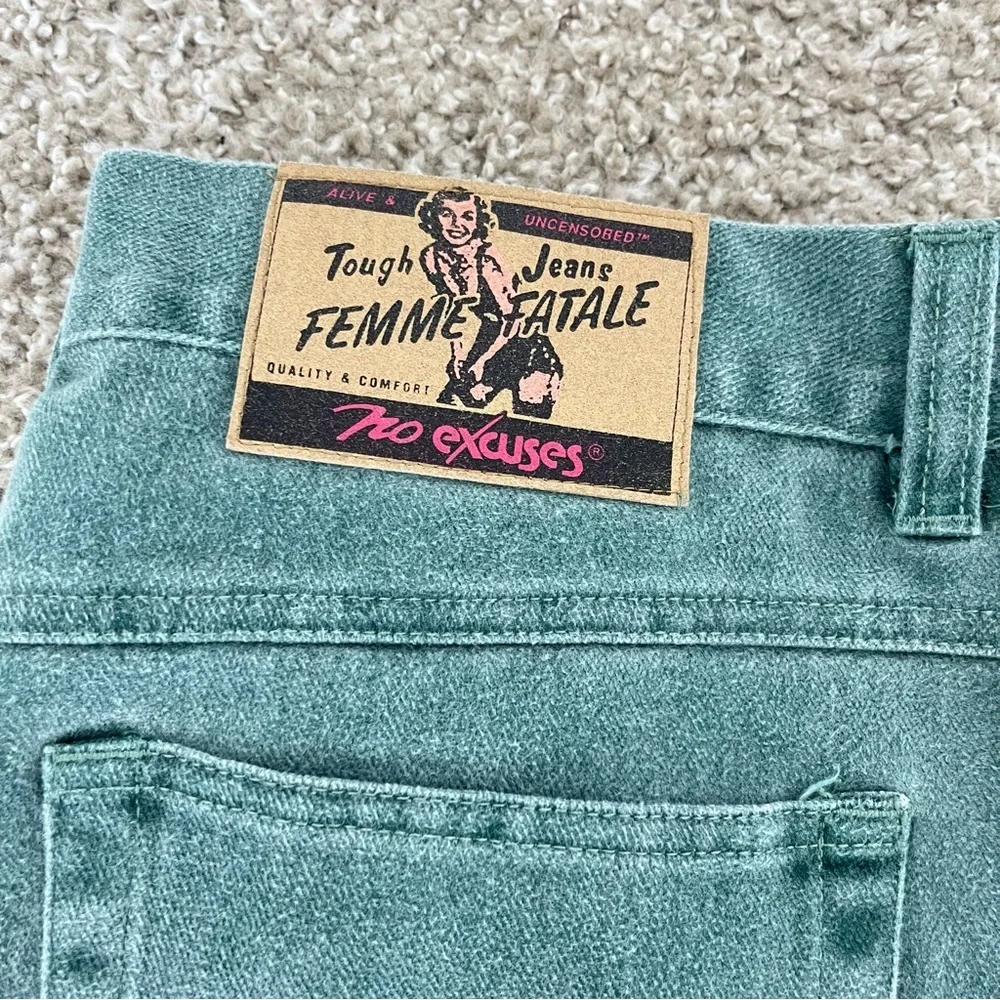 ALIVE & UNCENSORED™
Tough Jeans
FEMME FATALE
QUALITY & COMFORT
no excuses®